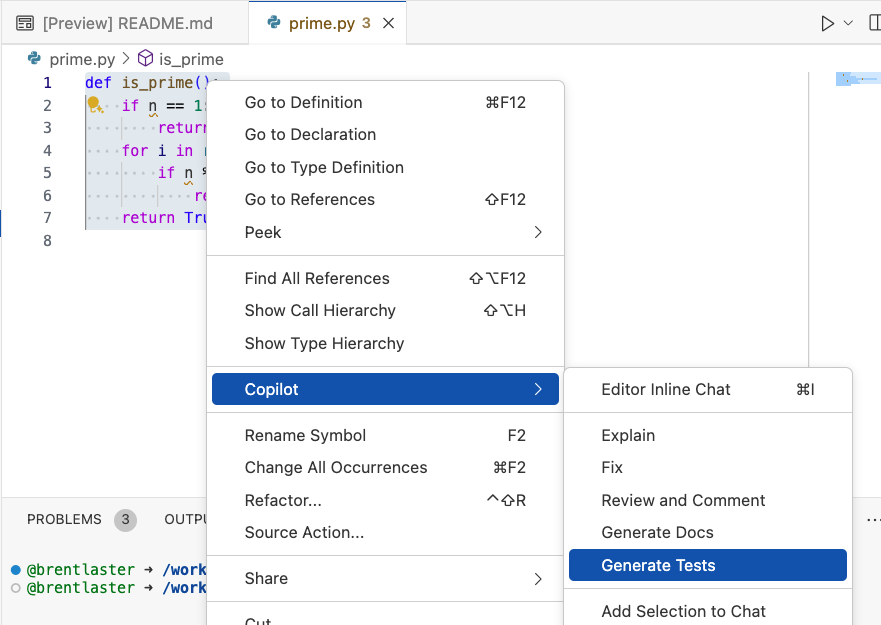 [Preview] README.md
prime.py 3
prime.py > is_prime
1 def is_prime():
2 if n == 1:
3 return
4 for i in
5 if n %
6 re
7 return Tru
8
Go to Definition ⌘F12
Go to Declaration
Go to Type Definition
Go to References ⇧F12
Peek
Find All References ⇧⌥F12
Show Call Hierarchy ⇧⌥H
Show Type Hierarchy
Copilot
Rename Symbol F2
Change All Occurrences ⌘F2
Refactor... ^⇧R
Source Action...
Share
Cut
Editor Inline Chat ⌘I
Explain
Fix
Review and Comment
Generate Docs
Generate Tests
Add Selection to Chat
PROBLEMS 3 OUTPU
@brentlaster → /work
@brentlaster → /work